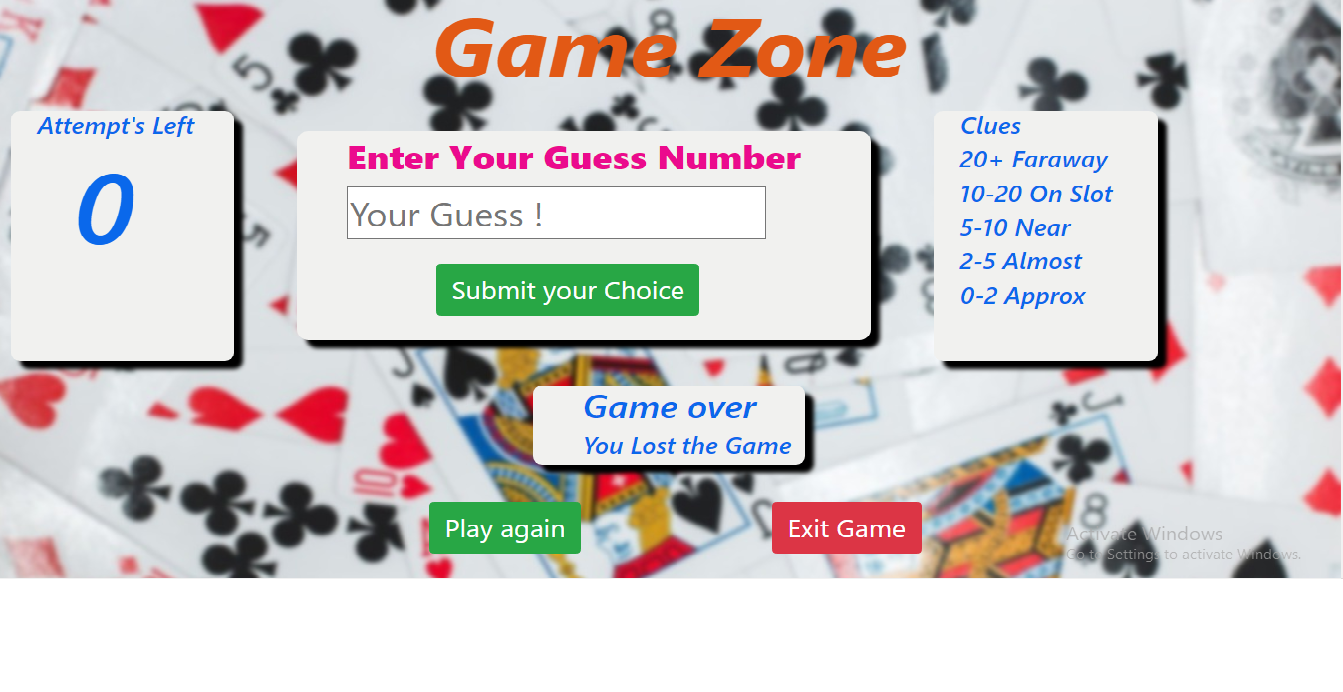 Game Zone
Attempt's Left
0
Enter Your Guess Number
Your Guess !
Submit your Choice
Clues
20+ Faraway
10-20 On Slot
5-10 Near
2-5 Almost
0-2 Approx
Game over
You Lost the Game
Play again
Exit Game
Activate Windows
Go to Settings to activate Windows.